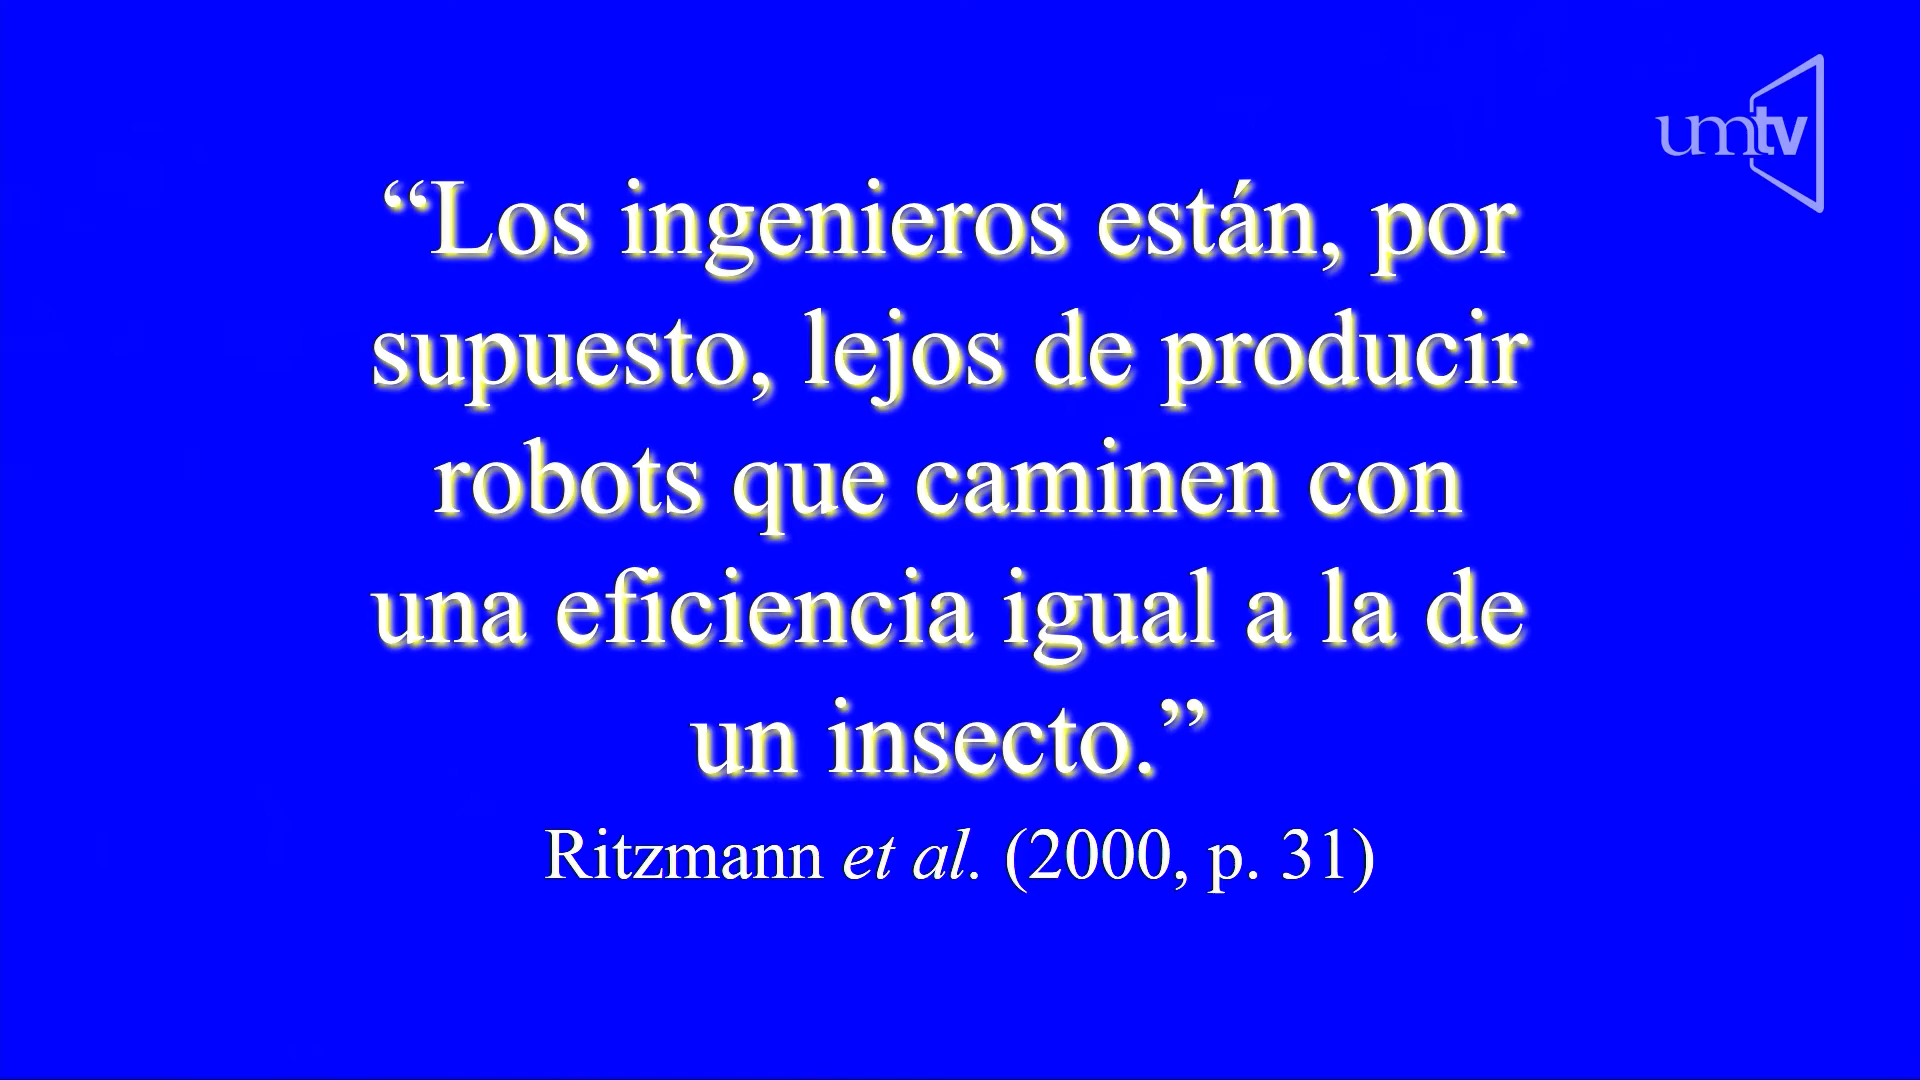 umtv
“Los ingenieros están, por
supuesto, lejos de producir
robots que caminen con
una eficiencia igual a la de
un insecto.”
Ritzmann et al. (2000, p. 31)